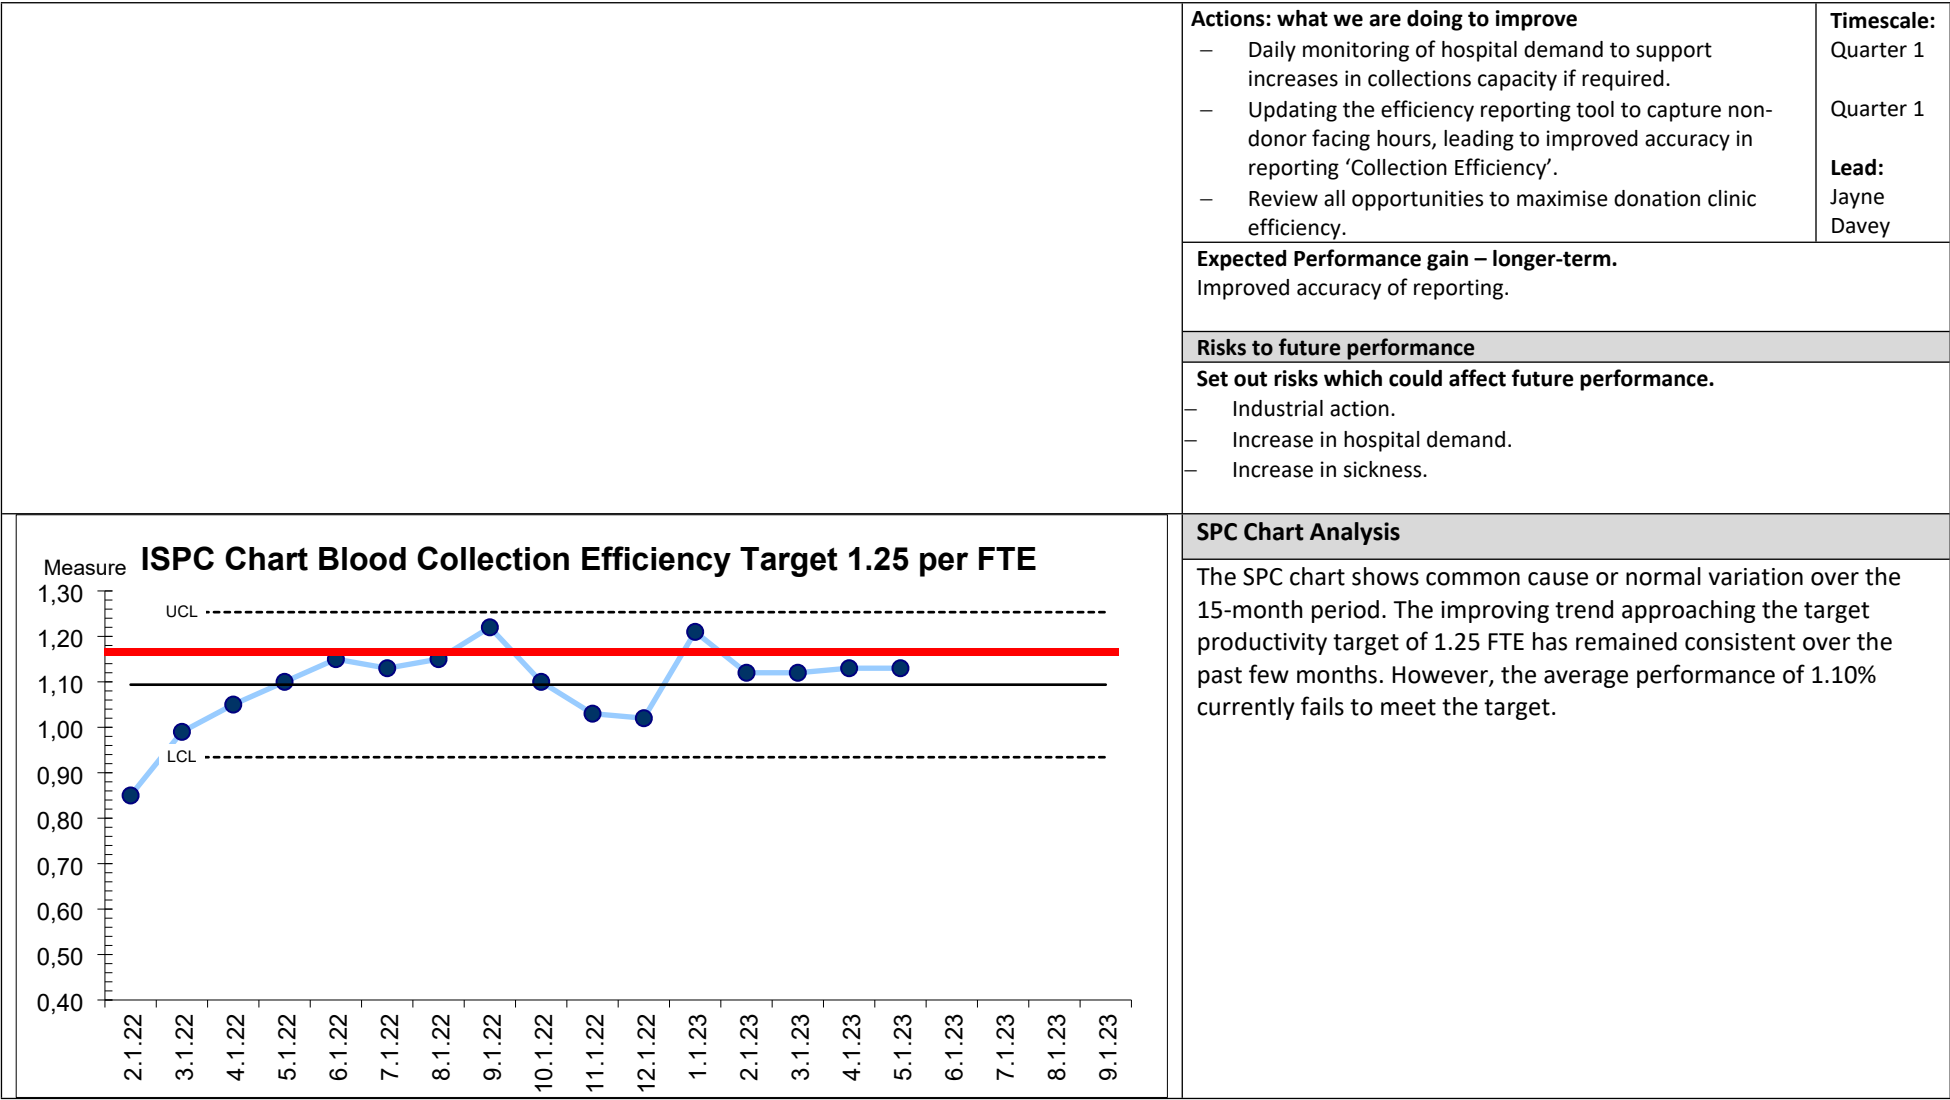 Actions: what we are doing to improve
– Daily monitoring of hospital demand to support
increases in collections capacity if required.
– Updating the efficiency reporting tool to capture non-
donor facing hours, leading to improved accuracy in
reporting ‘Collection Efficiency’.
– Review all opportunities to maximise donation clinic
efficiency.
Timescale:
Quarter 1
Quarter 1
Lead:
Jayne
Davey
Expected Performance gain – longer-term.
Improved accuracy of reporting.
Risks to future performance
Set out risks which could affect future performance.
– Industrial action.
– Increase in hospital demand.
– Increase in sickness.
ISPC Chart Blood Collection Efficiency Target 1.25 per FTE
Measure
1,30
1,20
1,10
1,00
0,90
0,80
0,70
0,60
0,50
0,40
UCL
LCL
2.1.22
3.1.22
4.1.22
5.1.22
6.1.22
7.1.22
8.1.22
9.1.22
10.1.22
11.1.22
12.1.22
1.1.23
2.1.23
3.1.23
4.1.23
5.1.23
6.1.23
7.1.23
8.1.23
9.1.23
SPC Chart Analysis
The SPC chart shows common cause or normal variation over the
15-month period. The improving trend approaching the target
productivity target of 1.25 FTE has remained consistent over the
past few months. However, the average performance of 1.10%
currently fails to meet the target.